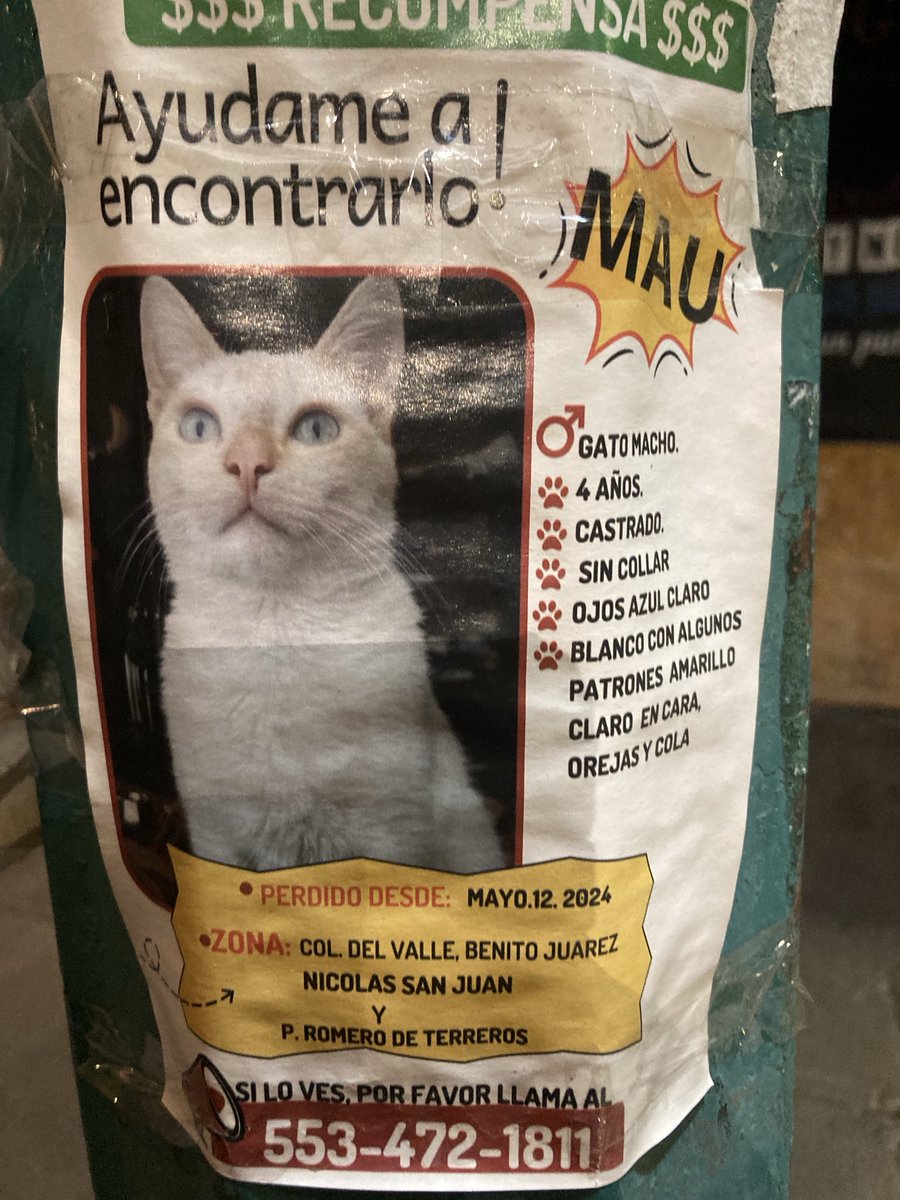 $$$ RECOMPENSA $$$
Ayudame a
encontrarlo!
MAU
GATO MACHO.
4 AÑOS.
CASTRADO.
SIN COLLAR
OJOS AZUL CLARO
BLANCO CON ALGUNOS
PATRONES AMARILLO
CLARO EN CARA,
OREJAS Y COLA
• PERDIDO DESDE: MAYO.12. 2024
• ZONA: COL. DEL VALLE, BENITO JUAREZ
NICOLAS SAN JUAN
Y
P. ROMERO DE TERREROS
SI LO VES, POR FAVOR LLAMA AL
553-472-1811